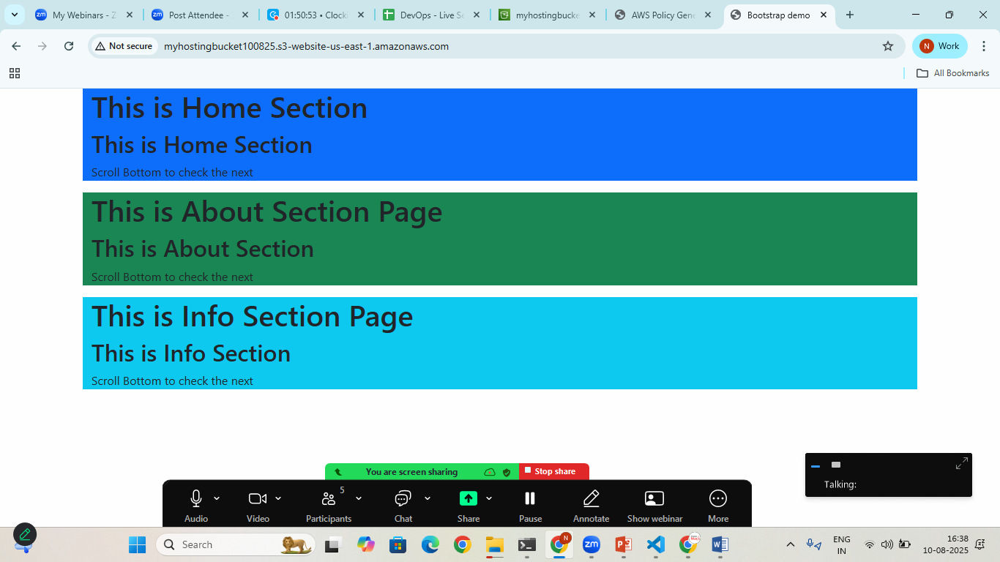 My Webinars - Z
Post Attendee -
01:50:53 • Clocki
DevOps - Live Se
myhostingbucke
AWS Policy Gene
Bootstrap demo
Not secure
myhostingbucket100825.s3-website-us-east-1.amazonaws.com
N
Work
All Bookmarks
This is Home Section
This is Home Section
Scroll Bottom to check the next
This is About Section Page
This is About Section
Scroll Bottom to check the next
This is Info Section Page
This is Info Section
Scroll Bottom to check the next
You are screen sharing
Stop share
Talking:
5
Audio
Video
Participants
Chat
Share
Pause
Annotate
Show webinar
More
Search
ENG
IN
16:38
10-08-2025